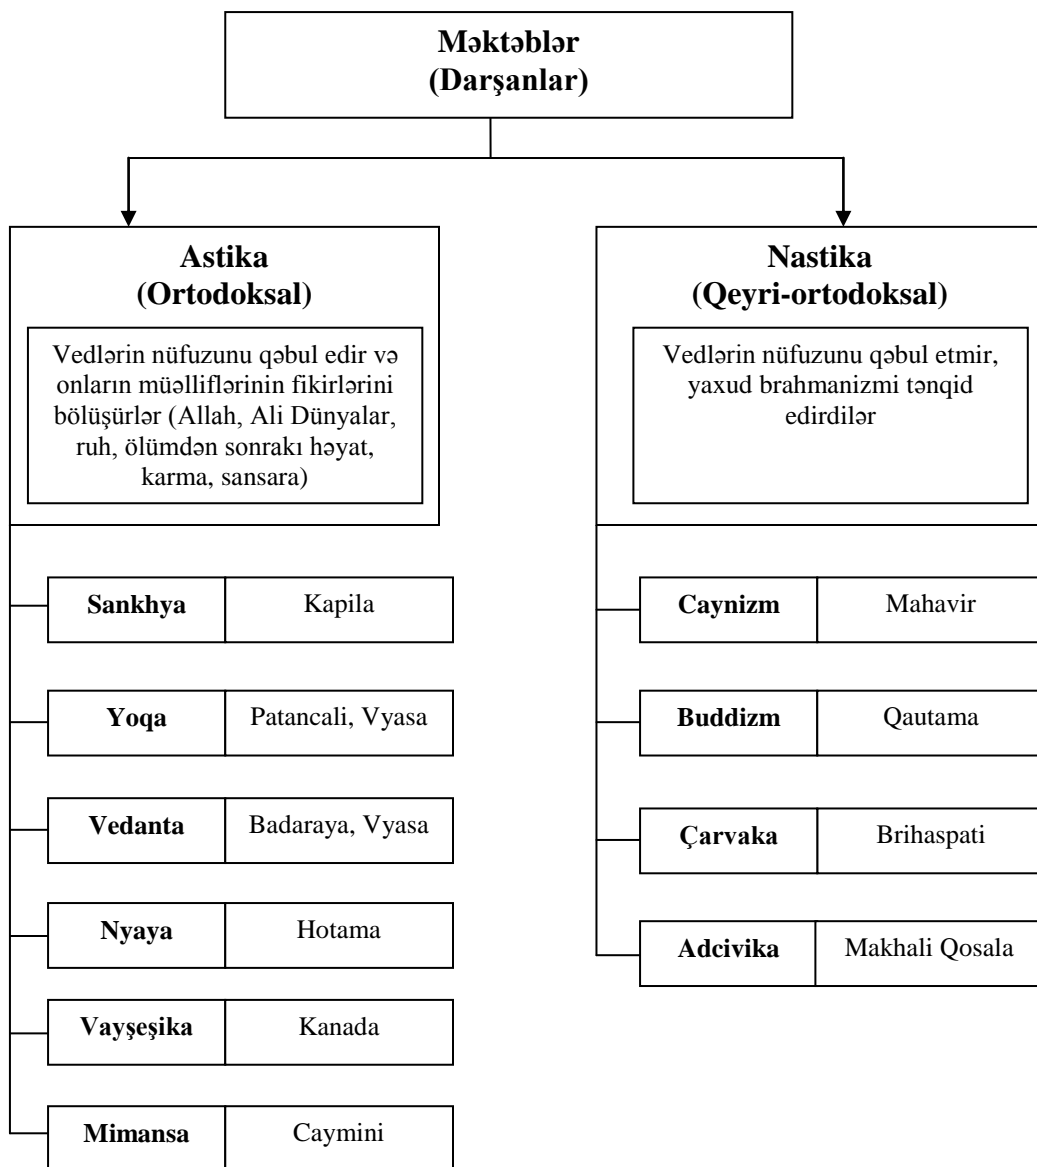 Məktəblər
(Darşanlar)
Astika
(Ortodoksal)
Vedlərin nüfuzunu qəbul edir və
onların müəlliflərinin fikirlərini
bölüşürlər (Allah, Ali Dünyalar,
ruh, ölümdən sonrakı həyat,
karma, sansara)
Sankhya Kapila
Yoqa Patancali, Vyasa
Vedanta Badaraya, Vyasa
Nyaya Hotama
Vayşeşika Kanada
Mimansa Caymini
Nastika
(Qeyri-ortodoksal)
Vedlərin nüfuzunu qəbul etmir,
yaxud brahmanizmi tənqid
edirdilər
Caynizm Mahavir
Buddizm Qautama
Çarvaka Brihaspati
Adcivika Makhali Qosala